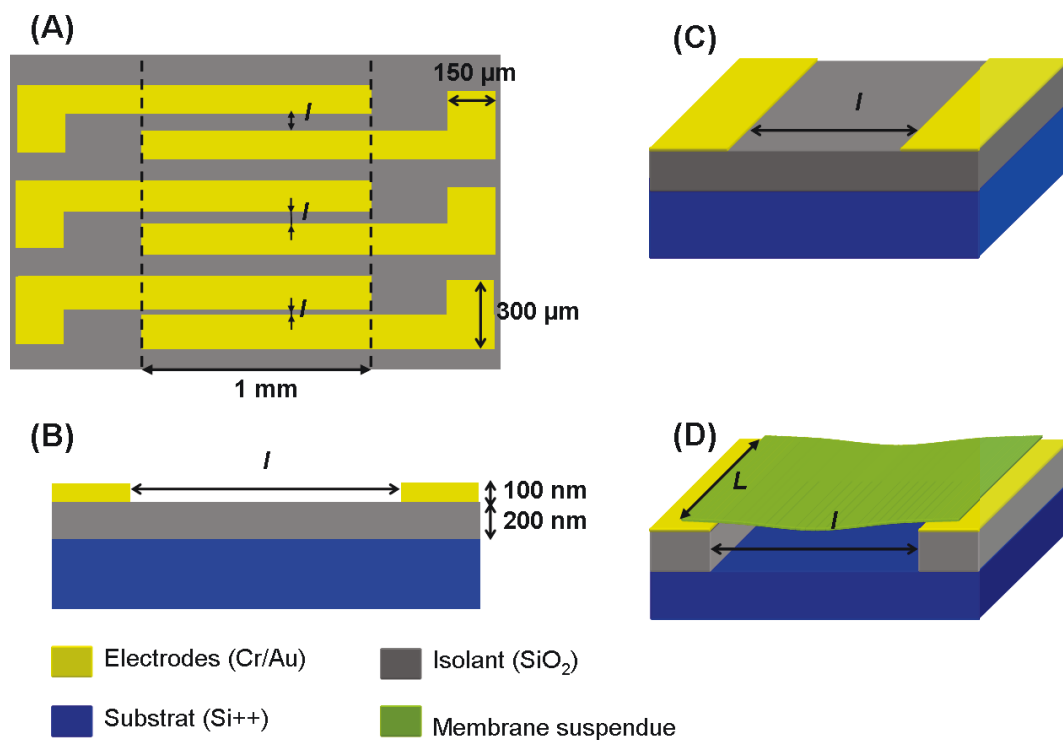 (A)
150 µm
l
l
l
300 µm
1 mm
(B)
l
100 nm
200 nm
(C)
l
(D)
L
l
Electrodes (Cr/Au)
Isolant (SiO₂)
Substrat (Si++)
Membrane suspendue